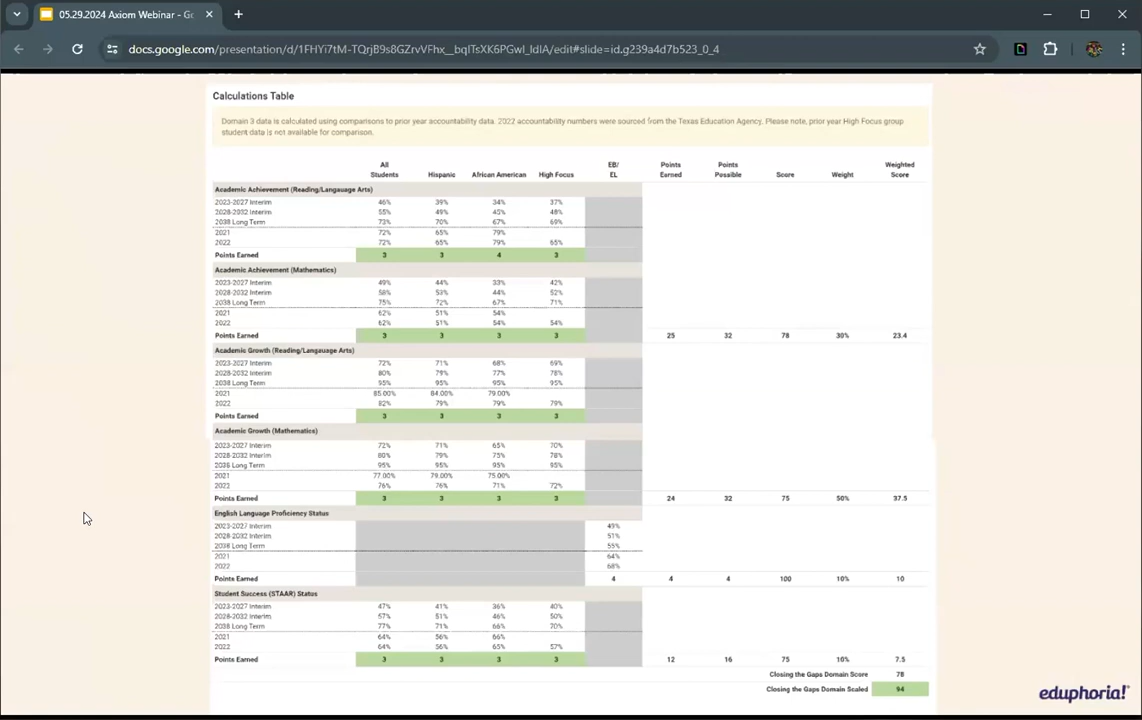 05.29.2024 Axiom Webinar - Go
docs.google.com/presentation/d/1FHYi7tM-TQrjB9s8GZrvVFhx__bqITsXK6PGwI_IdIA/edit#slide=id.g239a4d7b523_0_4
Calculations Table
Domain 3 data is calculated using comparisons to prior year accountability data. 2022 accountability numbers were sourced from the Texas Education Agency. Please note, prior year High Focus group
student data is not available for comparison.
All Students Hispanic African American High Focus EB/ EL Points Earned Points Possible Score Weight Weighted Score
Academic Achievement (Reading/Langauage Arts)
2023-2027 Interim 46% 39% 34% 37%
2028-2032 Interim 55% 49% 45% 48%
2038 Long Term 73% 70% 67% 69%
2021 72% 65% 79%
2022 72% 65% 79% 65%
Points Earned 3 3 4 3
Academic Achievement (Mathematics)
2023-2027 Interim 49% 44% 33% 42%
2028-2032 Interim 58% 53% 44% 52%
2038 Long Term 75% 72% 67% 71%
2021 62% 51% 54%
2022 62% 51% 54% 54%
Points Earned 3 3 3 3 25 32 78 30% 23.4
Academic Growth (Reading/Langauage Arts)
2023-2027 Interim 72% 71% 68% 69%
2028-2032 Interim 80% 79% 77% 78%
2038 Long Term 95% 95% 95% 95%
2021 85.00% 84.00% 79.00%
2022 82% 79% 79% 79%
Points Earned 3 3 3 3
Academic Growth (Mathematics)
2023-2027 Interim 72% 71% 65% 70%
2028-2032 Interim 80% 79% 75% 78%
2038 Long Term 95% 95% 95% 95%
2021 77.00% 79.00% 75.00%
2022 76% 76% 71% 72%
Points Earned 3 3 3 3 24 32 75 50% 37.5
English Language Proficiency Status
2023-2027 Interim 49%
2028-2032 Interim 51%
2038 Long Term 55%
2021 64%
2022 68%
Points Earned 4 4 4 100 10% 10
Student Success (STAAR) Status
2023-2027 Interim 47% 41% 36% 40%
2028-2032 Interim 57% 51% 46% 50%
2038 Long Term 77% 71% 66% 70%
2021 64% 56% 66%
2022 64% 56% 65% 57%
Points Earned 3 3 3 3 12 16 75 10% 7.5
Closing the Gaps Domain Score 78
Closing the Gaps Domain Scaled 94
eduphoria!